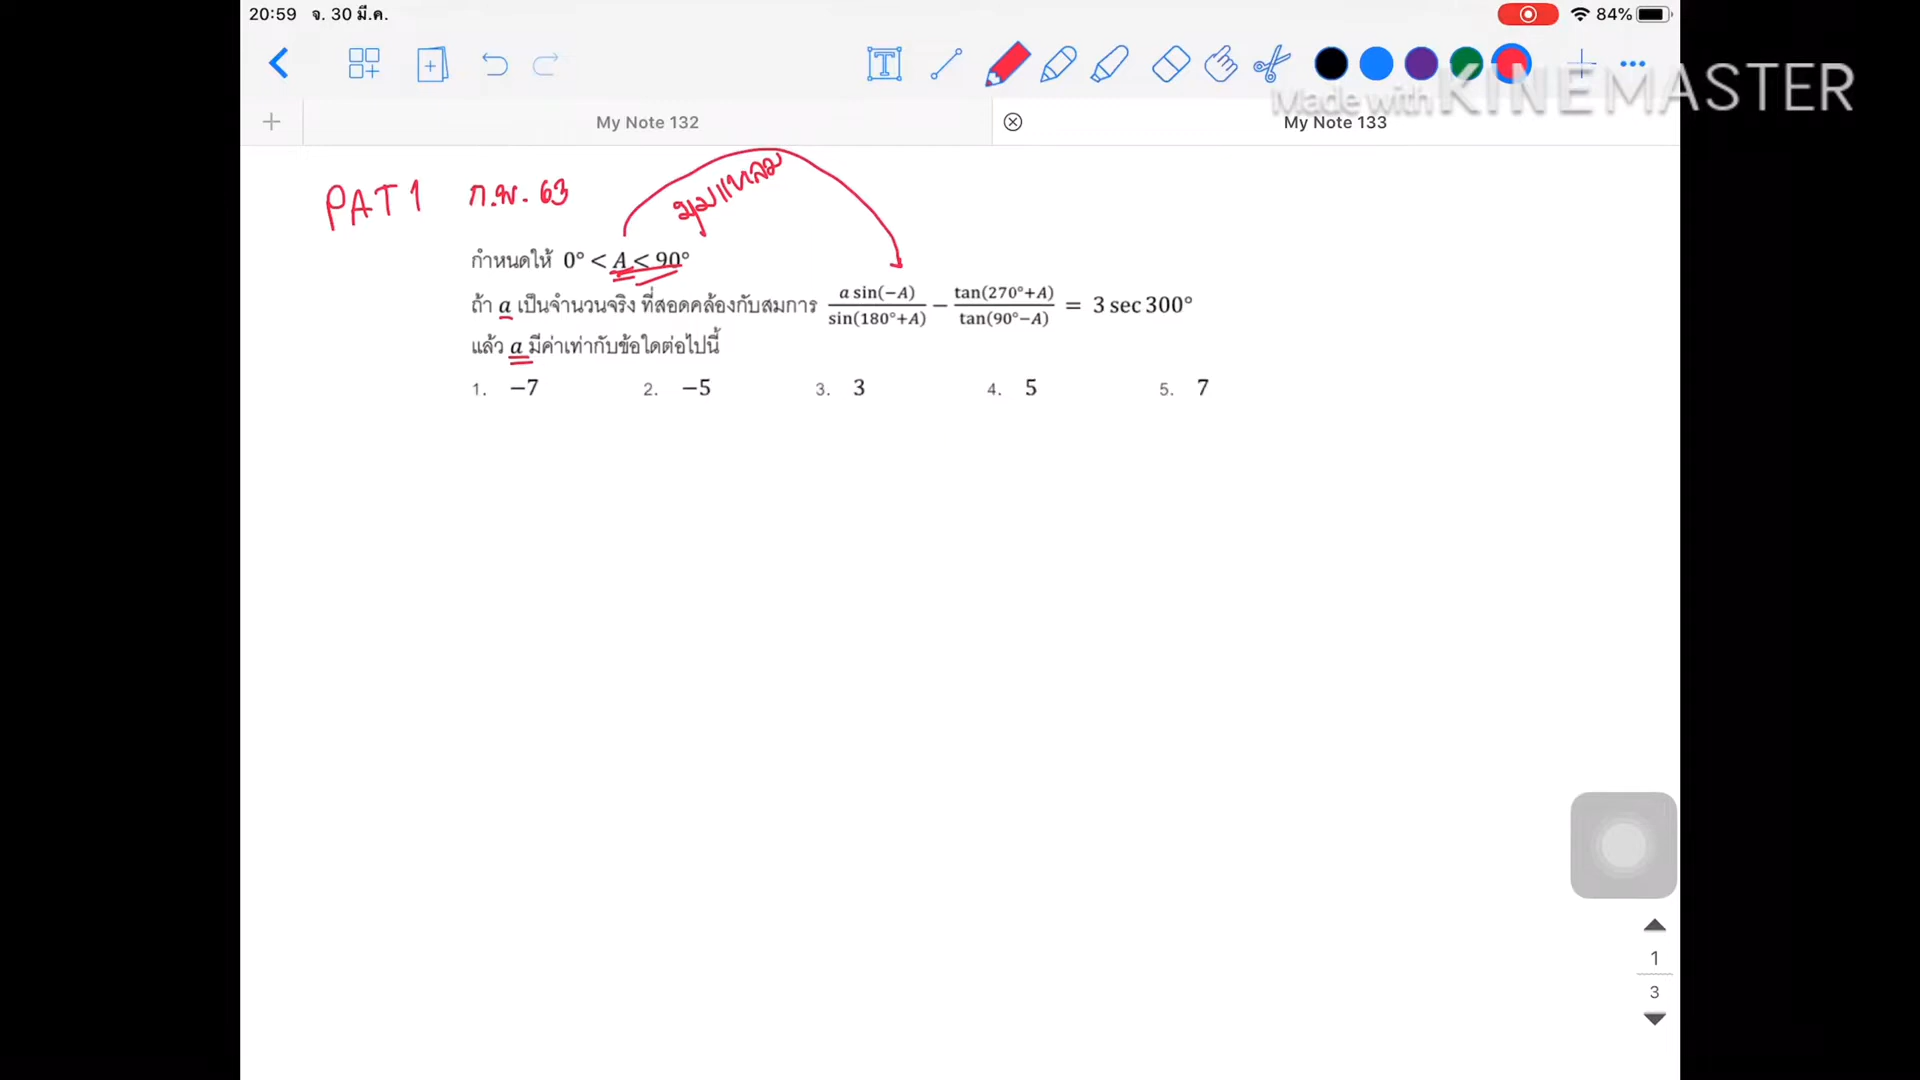 20:59 จ. 30 มี.ค. 84%
Made with KINEMASTER
My Note 132 My Note 133
PAT 1 ก.พ. 63 มุมแหลม
กำหนดให้ 0° < A < 90°
ถ้า a เป็นจำนวนจริง ที่สอดคล้องกับสมการ a sin(−A)/sin(180°+A) − tan(270°+A)/tan(90°−A) = 3 sec 300°
แล้ว a มีค่าเท่ากับข้อใดต่อไปนี้
1. −7 2. −5 3. 3 4. 5 5. 7
1
3